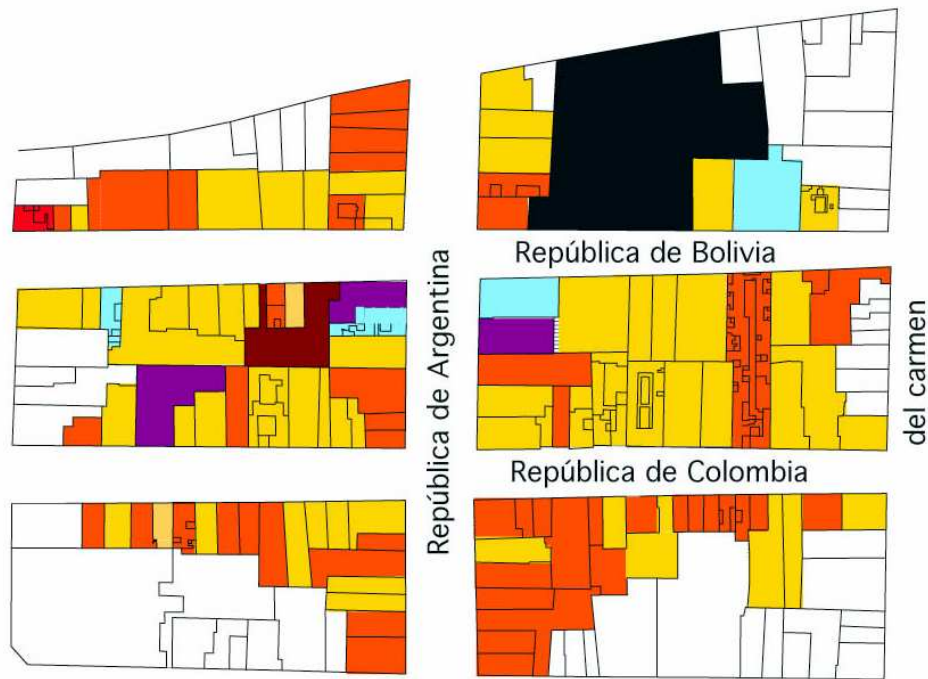 República de Bolivia
República de Argentina
del carmen
República de Colombia